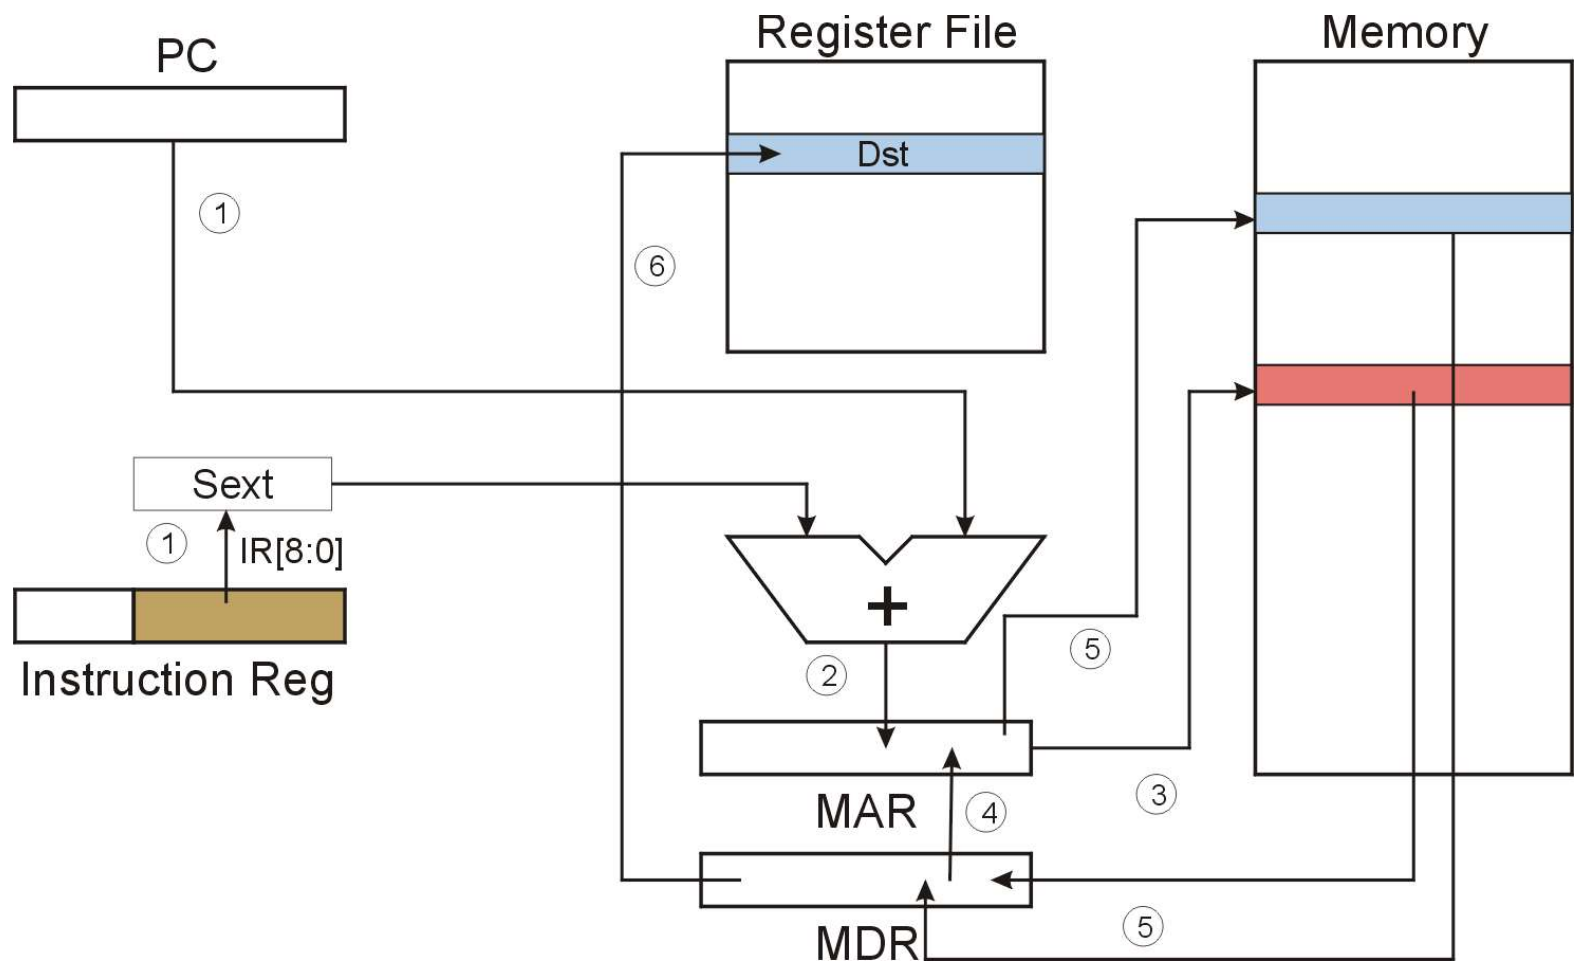 Register File
Memory
PC
Dst
1
6
Sext
1
IR[8:0]
+
Instruction Reg
2
5
MAR
3
4
MDR
5